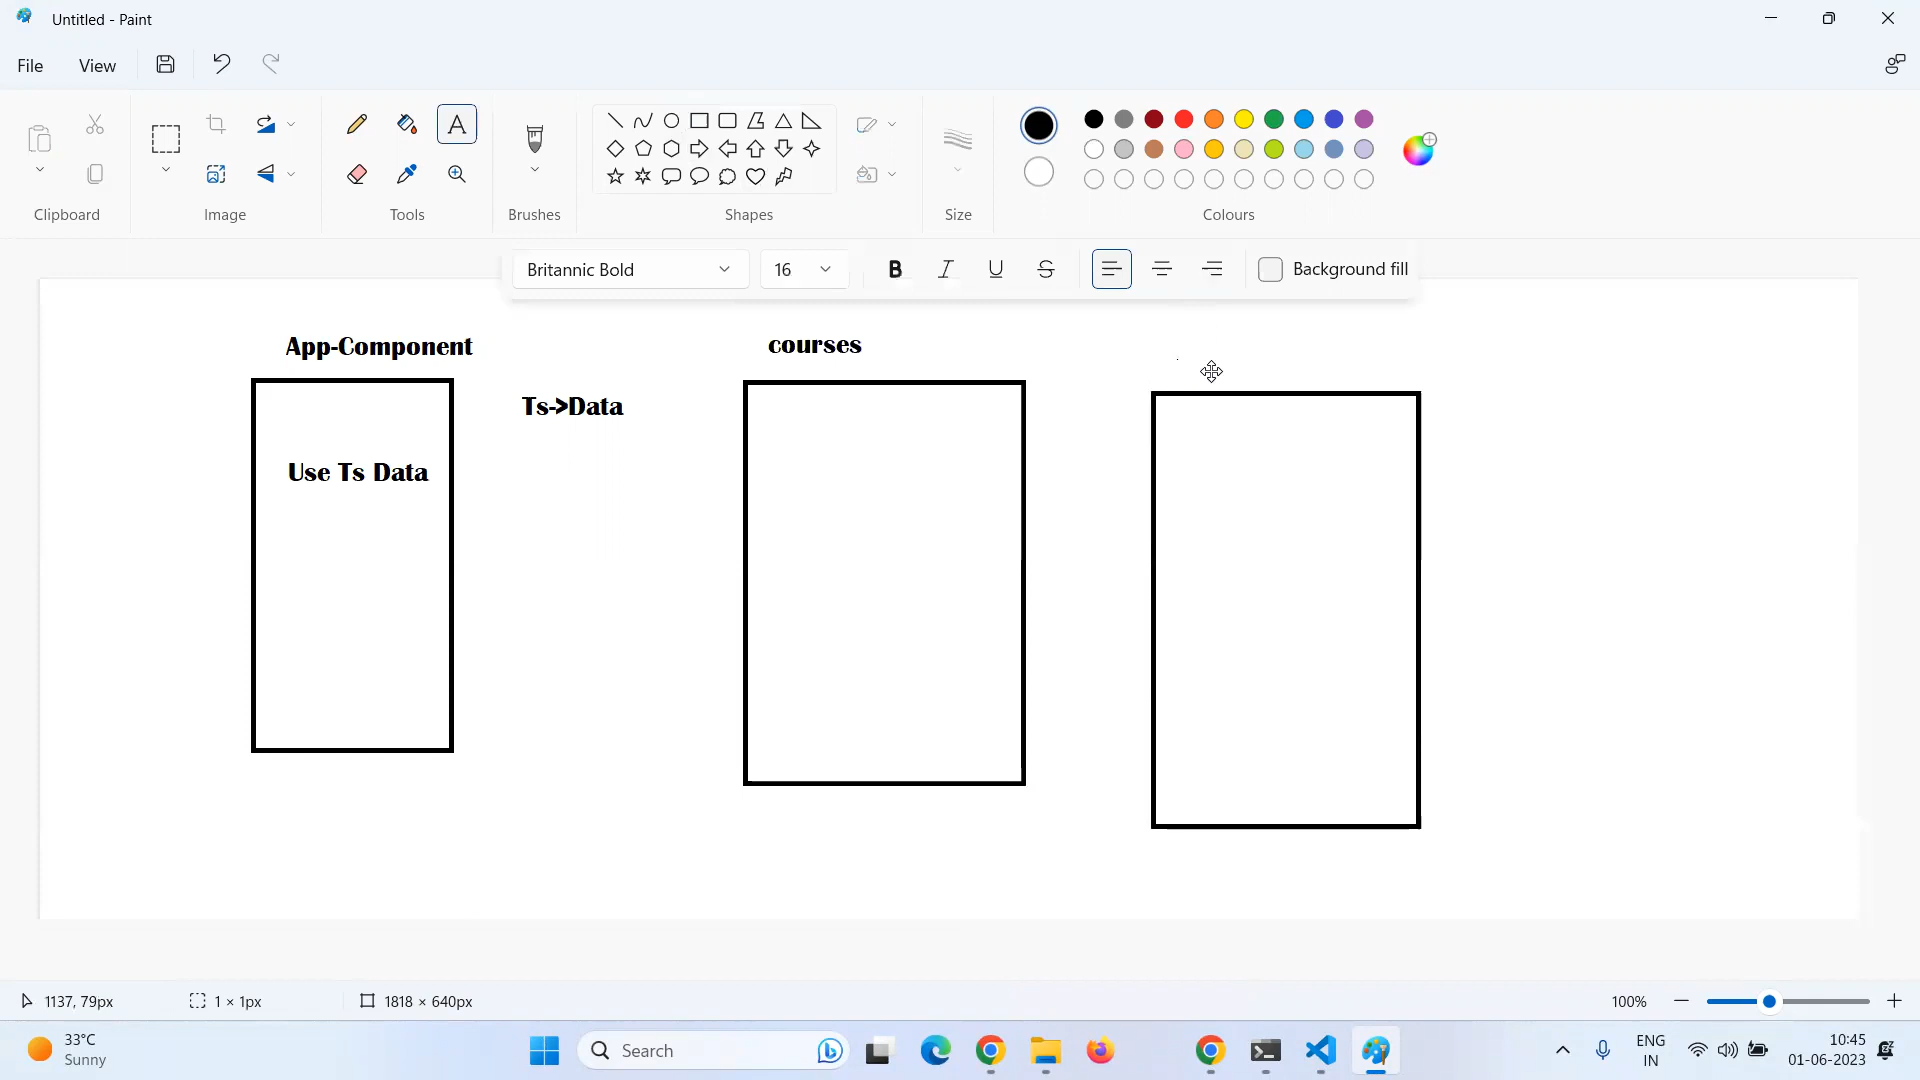 Untitled - Paint
File
View
Clipboard
Image
Tools
Brushes
Shapes
Size
Colours
Britannic Bold
16
B
I
U
S
Background fill
App-Component
courses
Ts->Data
Use Ts Data
1137, 79px
1 × 1px
1818 × 640px
100%
33°C
Sunny
Search
ENG
IN
10:45
01-06-2023